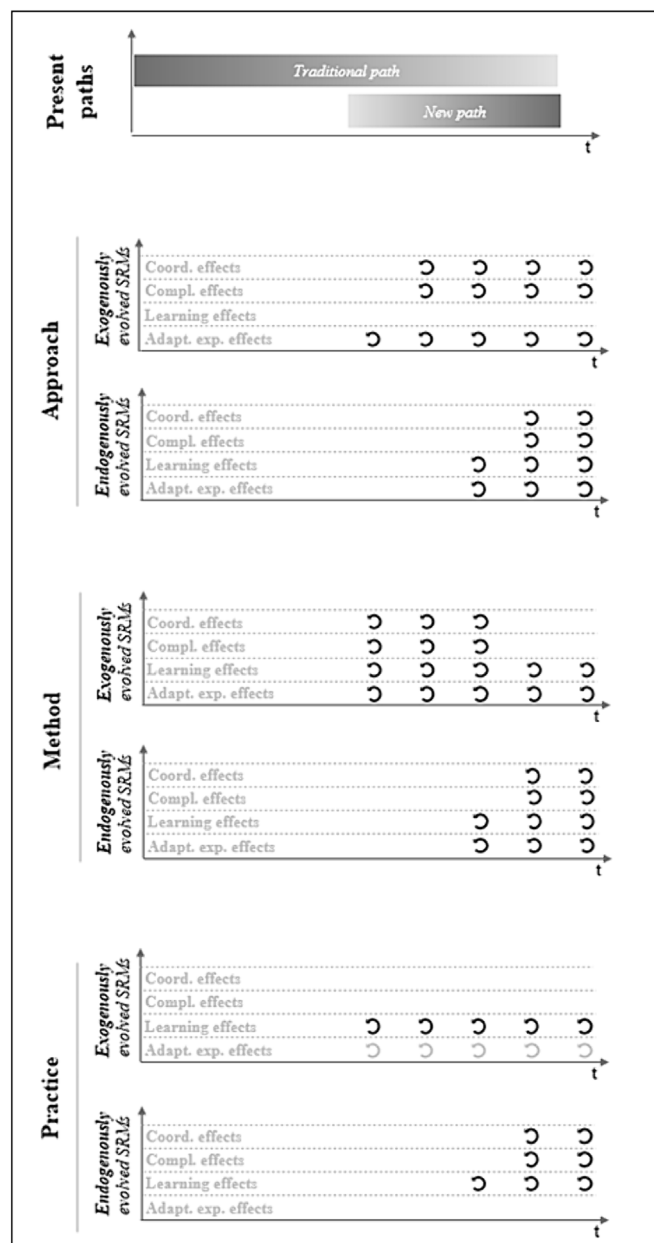 Present
paths
Traditional path
New path
t
Approach
Exogenously
evolved SRMs
Coord. effects
Compl. effects
Learning effects
Adapt. exp. effects
t
Endogenously
evolved SRMs
Coord. effects
Compl. effects
Learning effects
Adapt. exp. effects
t
Method
Exogenously
evolved SRMs
Coord. effects
Compl. effects
Learning effects
Adapt. exp. effects
t
Endogenously
evolved SRMs
Coord. effects
Compl. effects
Learning effects
Adapt. exp. effects
t
Practice
Exogenously
evolved SRMs
Coord. effects
Compl. effects
Learning effects
Adapt. exp. effects
t
Endogenously
evolved SRMs
Coord. effects
Compl. effects
Learning effects
Adapt. exp. effects
t